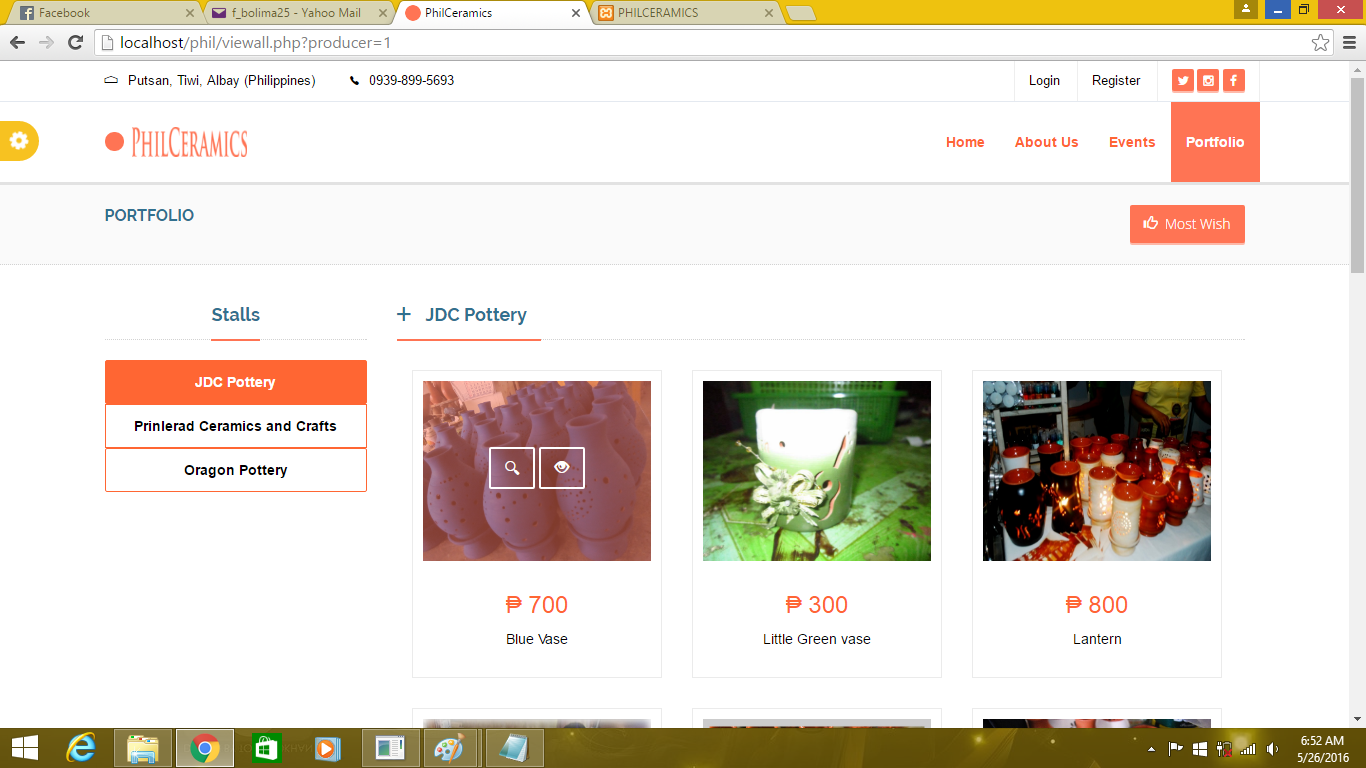 Facebook
f_bolima25 - Yahoo Mail
PhilCeramics
PHILCERAMICS
localhost/phil/viewall.php?producer=1
Putsan, Tiwi, Albay (Philippines)
0939-899-5693
Login
Register
PHILCERAMICS
Home
About Us
Events
Portfolio
PORTFOLIO
Most Wish
Stalls
JDC Pottery
Prinlerad Ceramics and Crafts
Oragon Pottery
+ JDC Pottery
₱ 700
Blue Vase
₱ 300
Little Green vase
₱ 800
Lantern
6:52 AM
5/26/2016